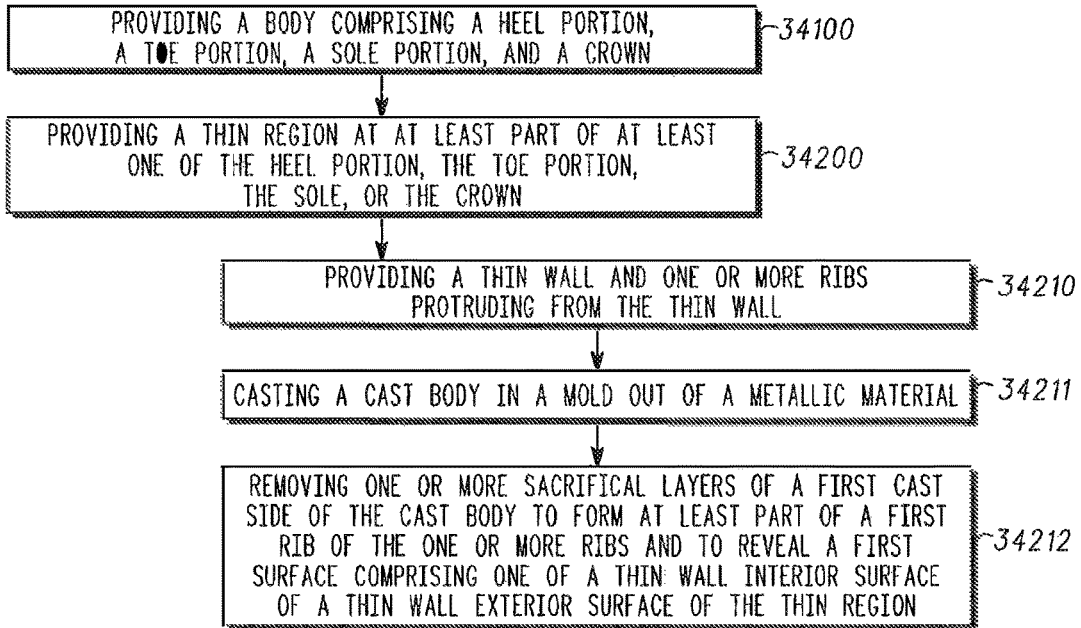 PROVIDING A BODY COMPRISING A HEEL PORTION,
A TOE PORTION, A SOLE PORTION, AND A CROWN
34100
PROVIDING A THIN REGION AT AT LEAST PART OF AT LEAST
ONE OF THE HEEL PORTION, THE TOE PORTION,
THE SOLE, OR THE CROWN
34200
PROVIDING A THIN WALL AND ONE OR MORE RIBS
PROTRUDING FROM THE THIN WALL
34210
CASTING A CAST BODY IN A MOLD OUT OF A METALLIC MATERIAL
34211
REMOVING ONE OR MORE SACRIFICAL LAYERS OF A FIRST CAST
SIDE OF THE CAST BODY TO FORM AT LEAST PART OF A FIRST
RIB OF THE ONE OR MORE RIBS AND TO REVEAL A FIRST
SURFACE COMPRISING ONE OF A THIN WALL INTERIOR SURFACE
OF A THIN WALL EXTERIOR SURFACE OF THE THIN REGION
34212